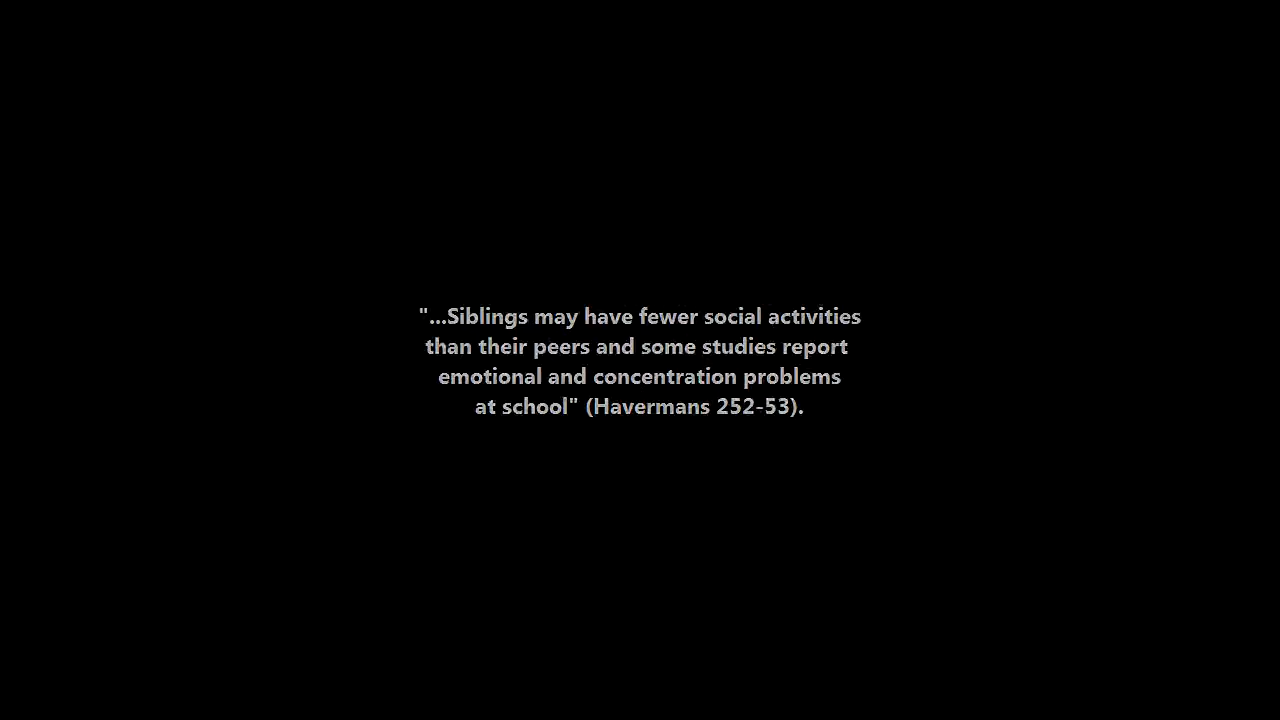 "...Siblings may have fewer social activities
than their peers and some studies report
emotional and concentration problems
at school" (Havermans 252-53).